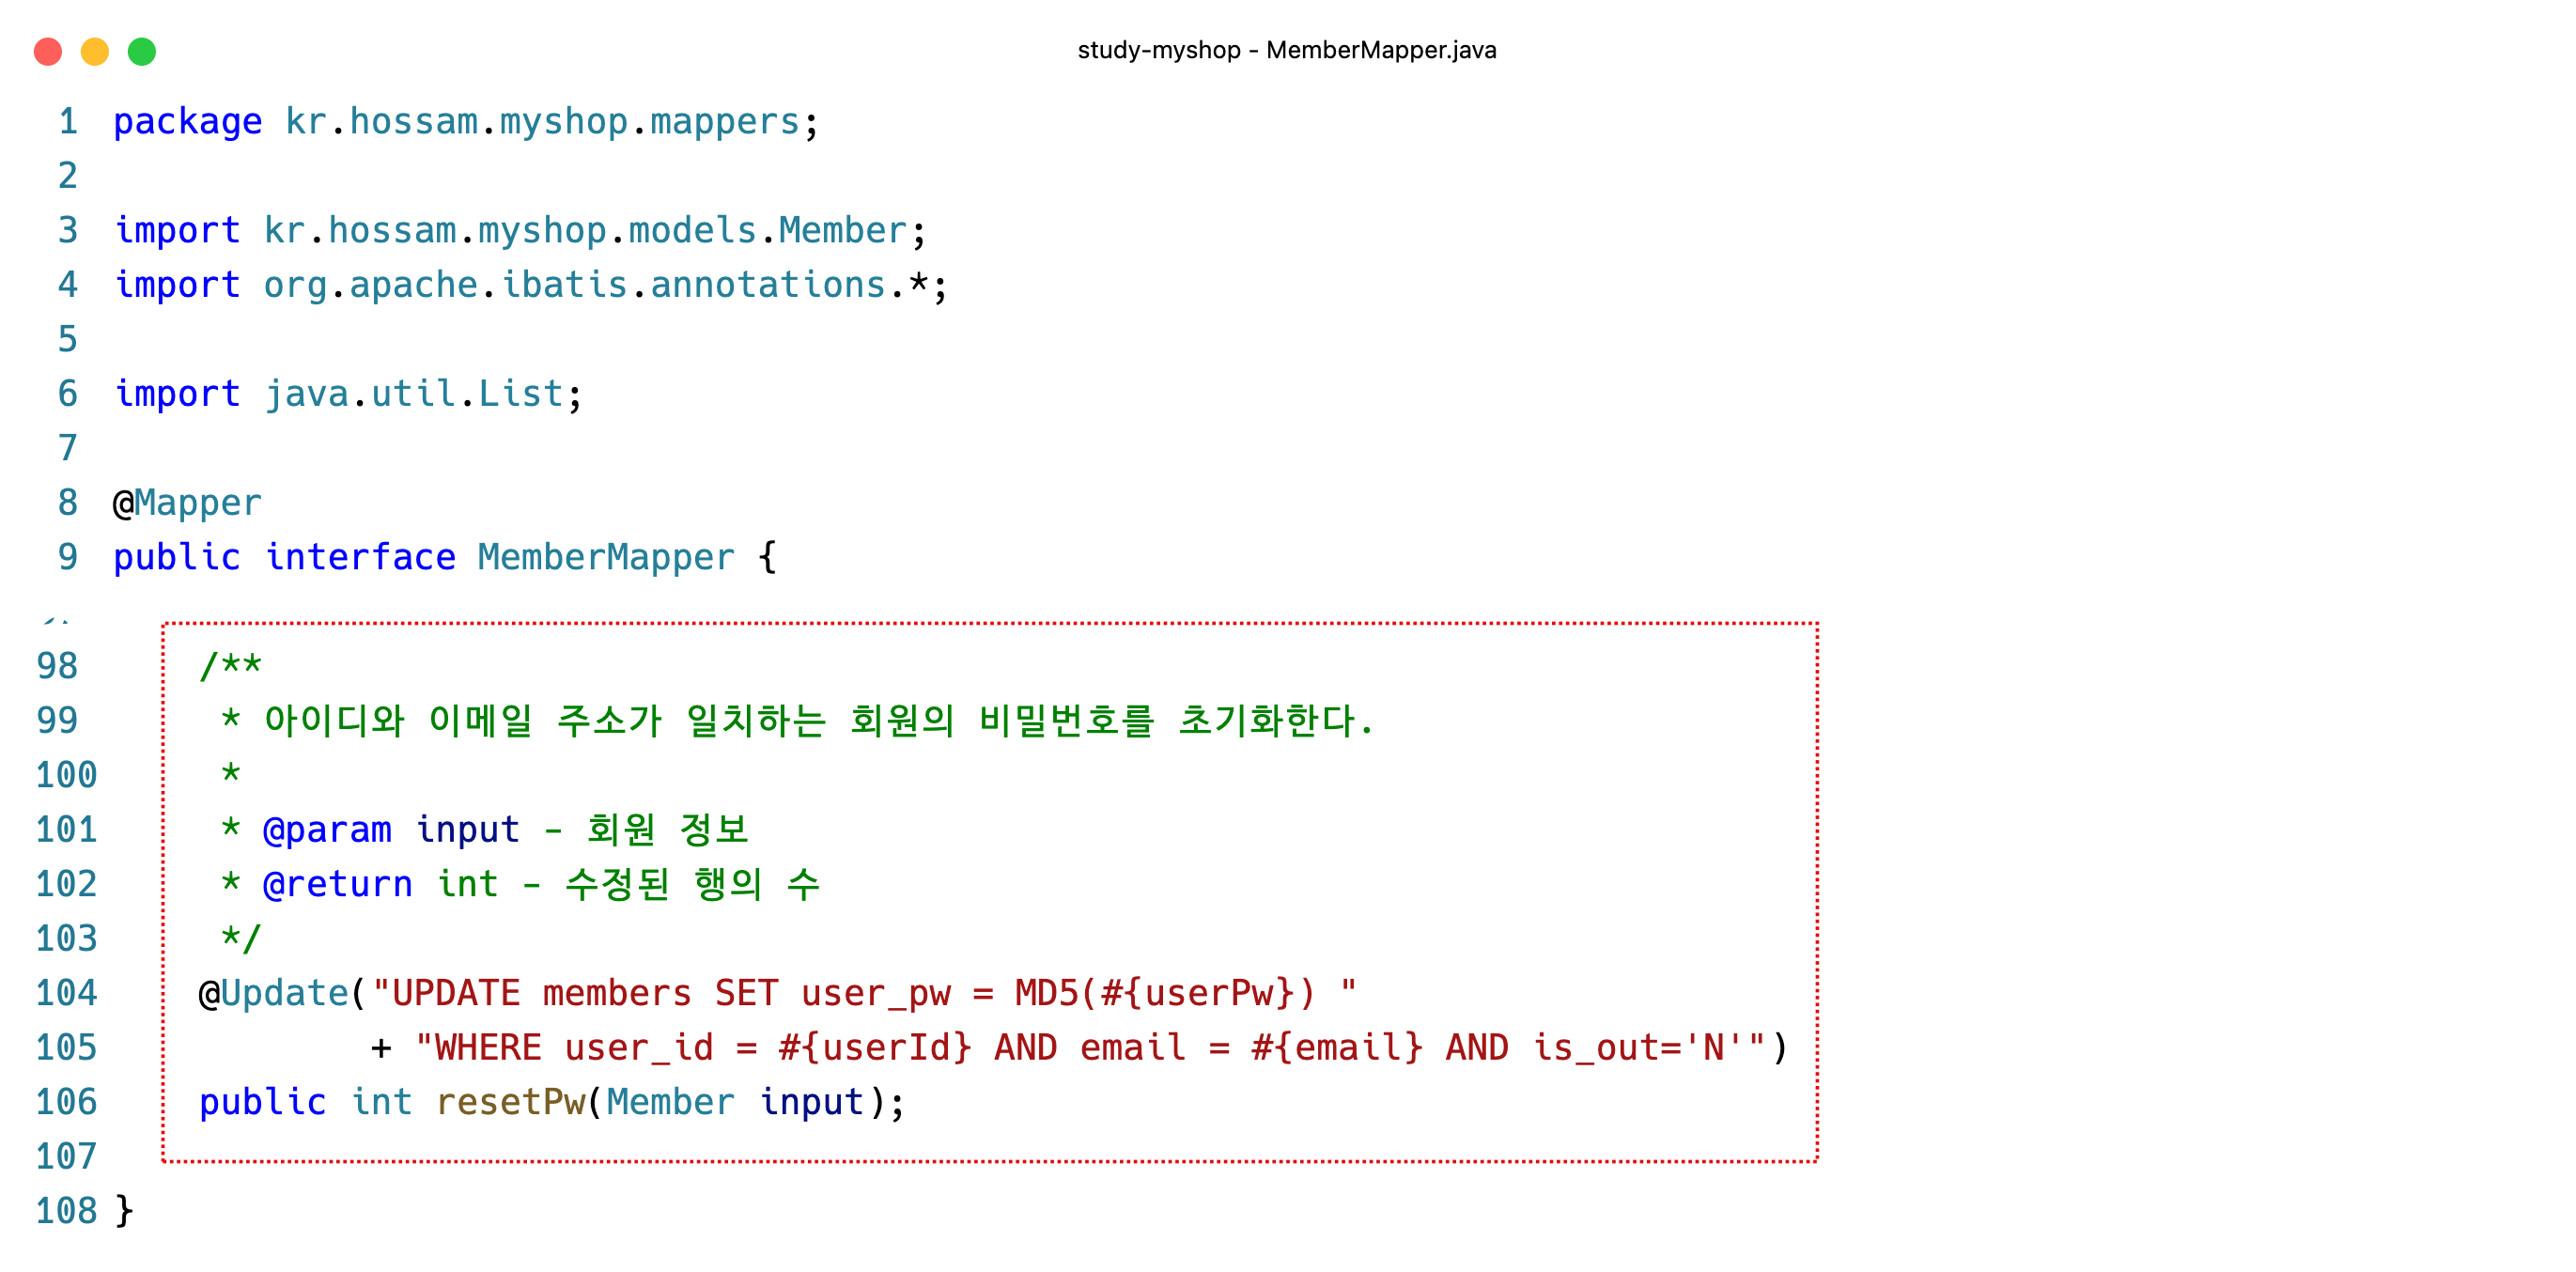 study-myshop - MemberMapper.java
1 package kr.hossam.myshop.mappers;
2
3 import kr.hossam.myshop.models.Member;
4 import org.apache.ibatis.annotations.*;
5
6 import java.util.List;
7
8 @Mapper
9 public interface MemberMapper {
98 /**
99 * 아이디와 이메일 주소가 일치하는 회원의 비밀번호를 초기화한다.
100 *
101 * @param input - 회원 정보
102 * @return int - 수정된 행의 수
103 */
104 @Update("UPDATE members SET user_pw = MD5(#{userPw}) "
105 + "WHERE user_id = #{userId} AND email = #{email} AND is_out='N'")
106 public int resetPw(Member input);
107
108 }